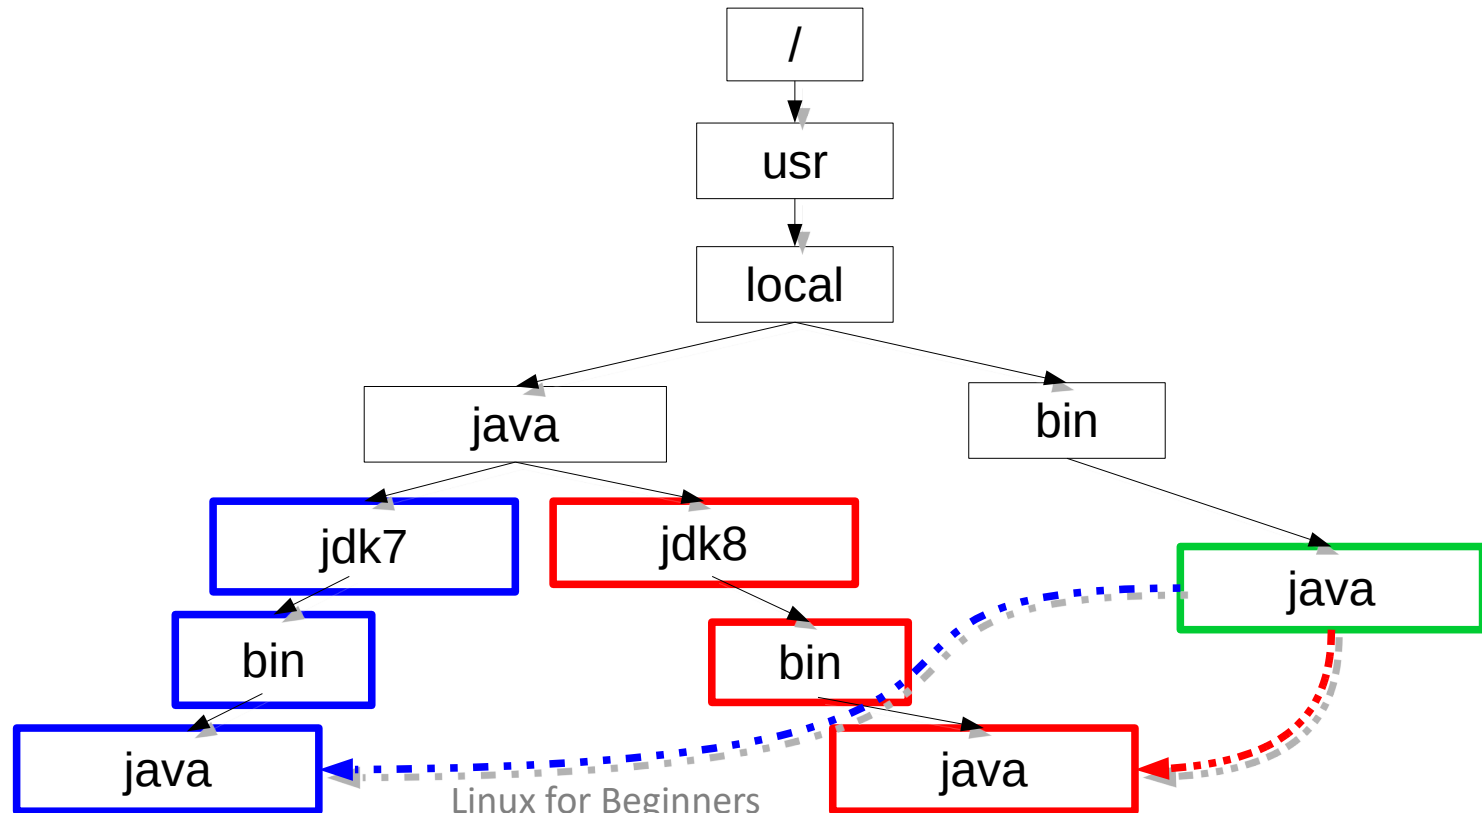 /
usr
local
java
bin
jdk7
jdk8
java
bin
bin
java
java
Linux for Beginners